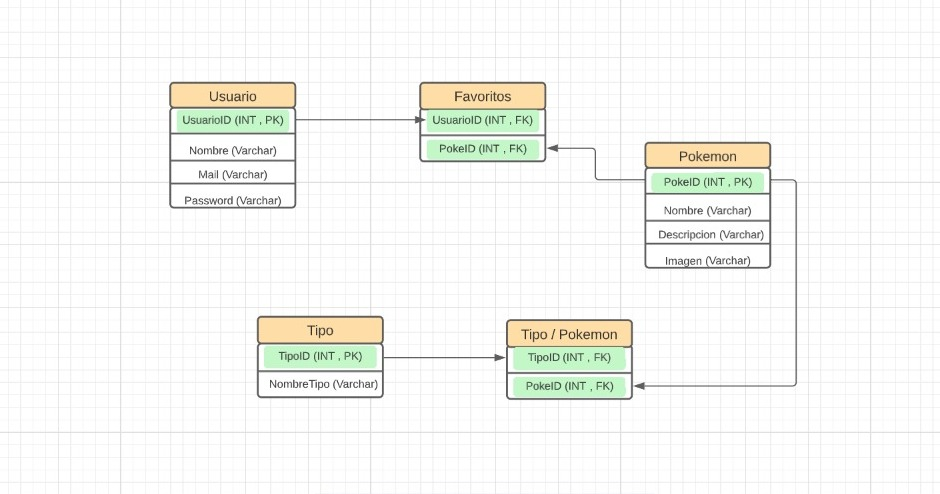 Usuario
UsuarioID (INT , PK)
Nombre (Varchar)
Mail (Varchar)
Password (Varchar)
Favoritos
UsuarioID (INT , FK)
PokeID (INT , FK)
Pokemon
PokeID (INT , PK)
Nombre (Varchar)
Descripcion (Varchar)
Imagen (Varchar)
Tipo
TipoID (INT , PK)
NombreTipo (Varchar)
Tipo / Pokemon
TipoID (INT , FK)
PokeID (INT , FK)